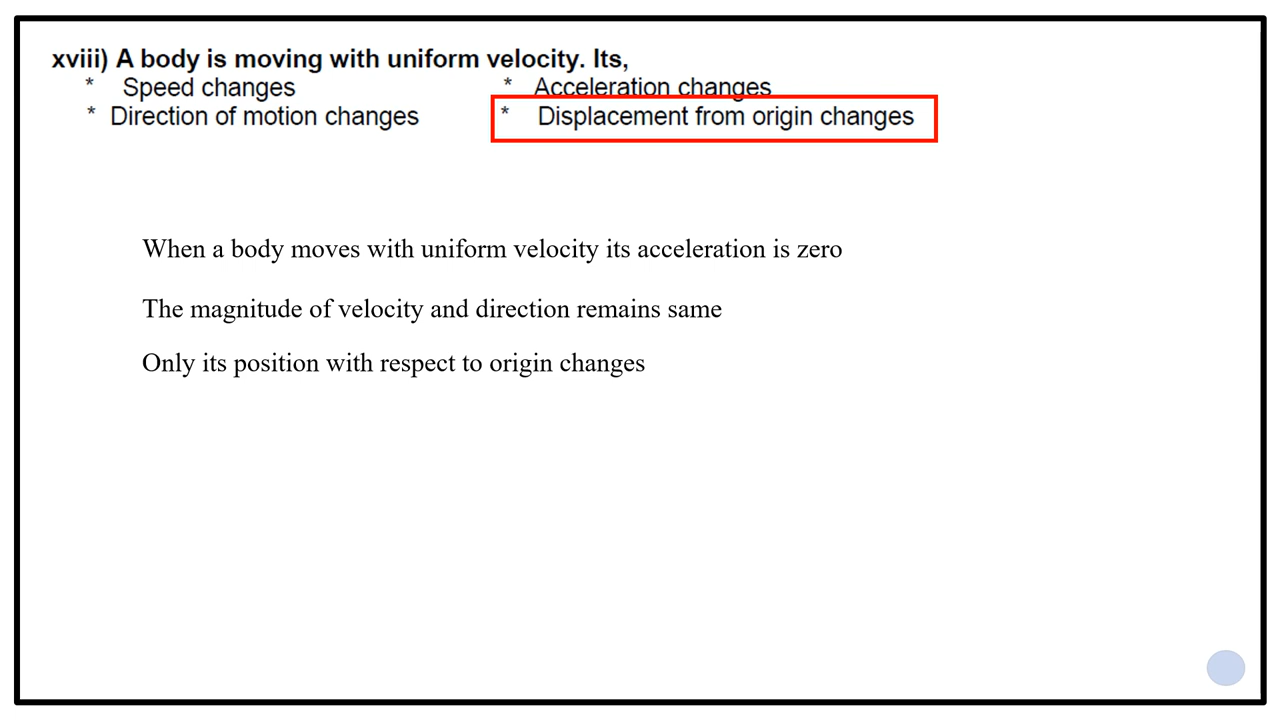 xviii) A body is moving with uniform velocity. Its,
* Speed changes * Acceleration changes
* Direction of motion changes * Displacement from origin changes
When a body moves with uniform velocity its acceleration is zero
The magnitude of velocity and direction remains same
Only its position with respect to origin changes